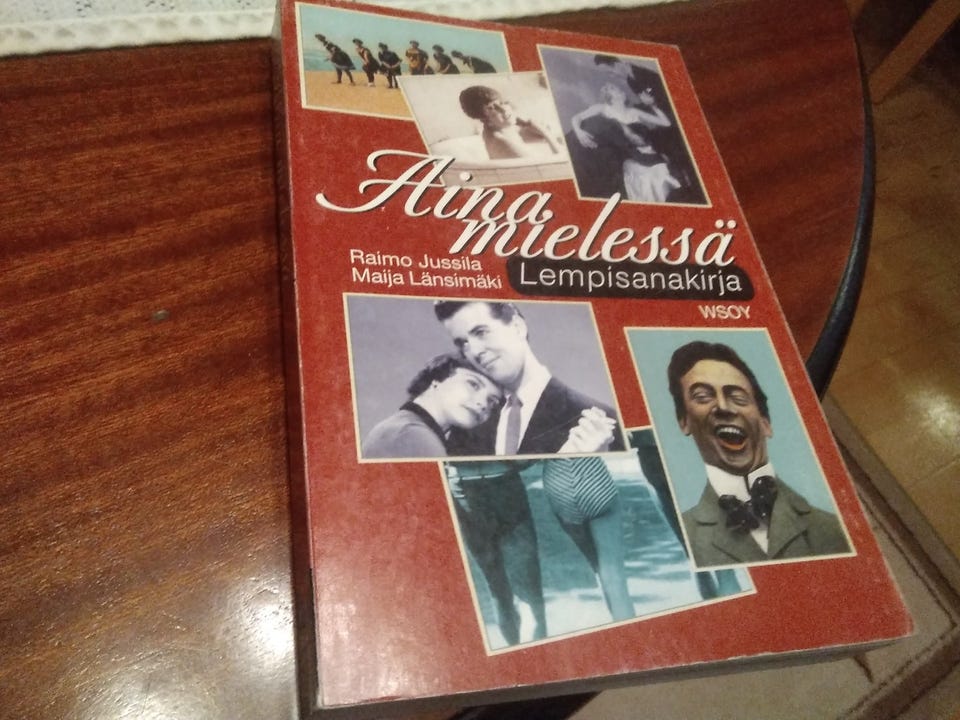 Aina
mielessä
Raimo Jussila
Maija Länsimäki
Lempisanakirja
WSOY